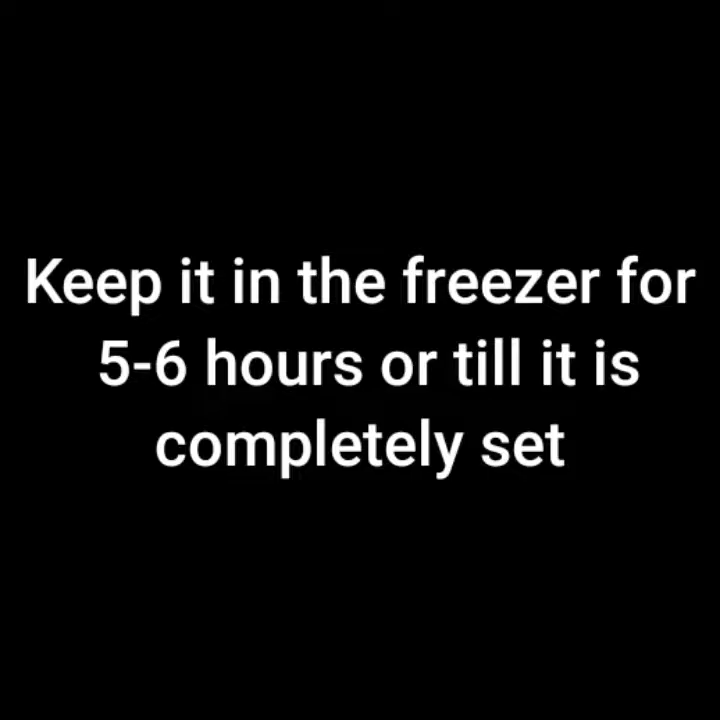 Keep it in the freezer for
5-6 hours or till it is
completely set